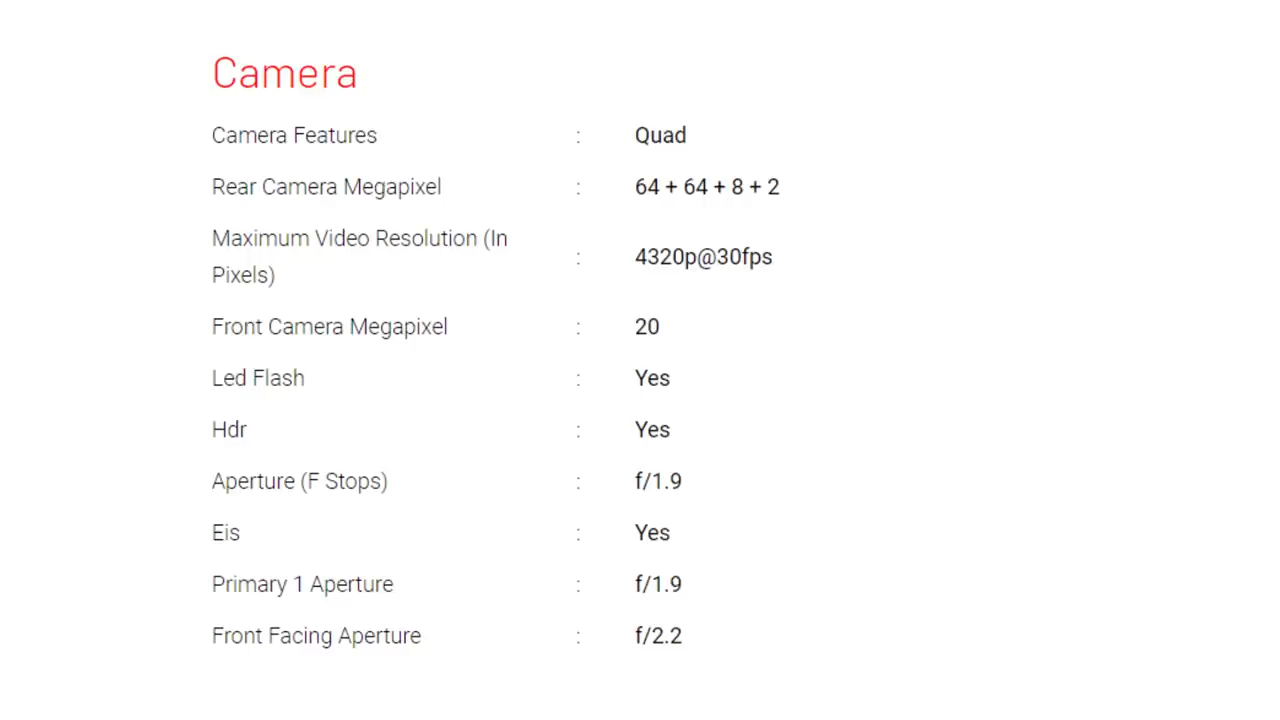 Camera
Camera Features : Quad
Rear Camera Megapixel : 64 + 64 + 8 + 2
Maximum Video Resolution (In
Pixels) : 4320p@30fps
Front Camera Megapixel : 20
Led Flash : Yes
Hdr : Yes
Aperture (F Stops) : f/1.9
Eis : Yes
Primary 1 Aperture : f/1.9
Front Facing Aperture : f/2.2